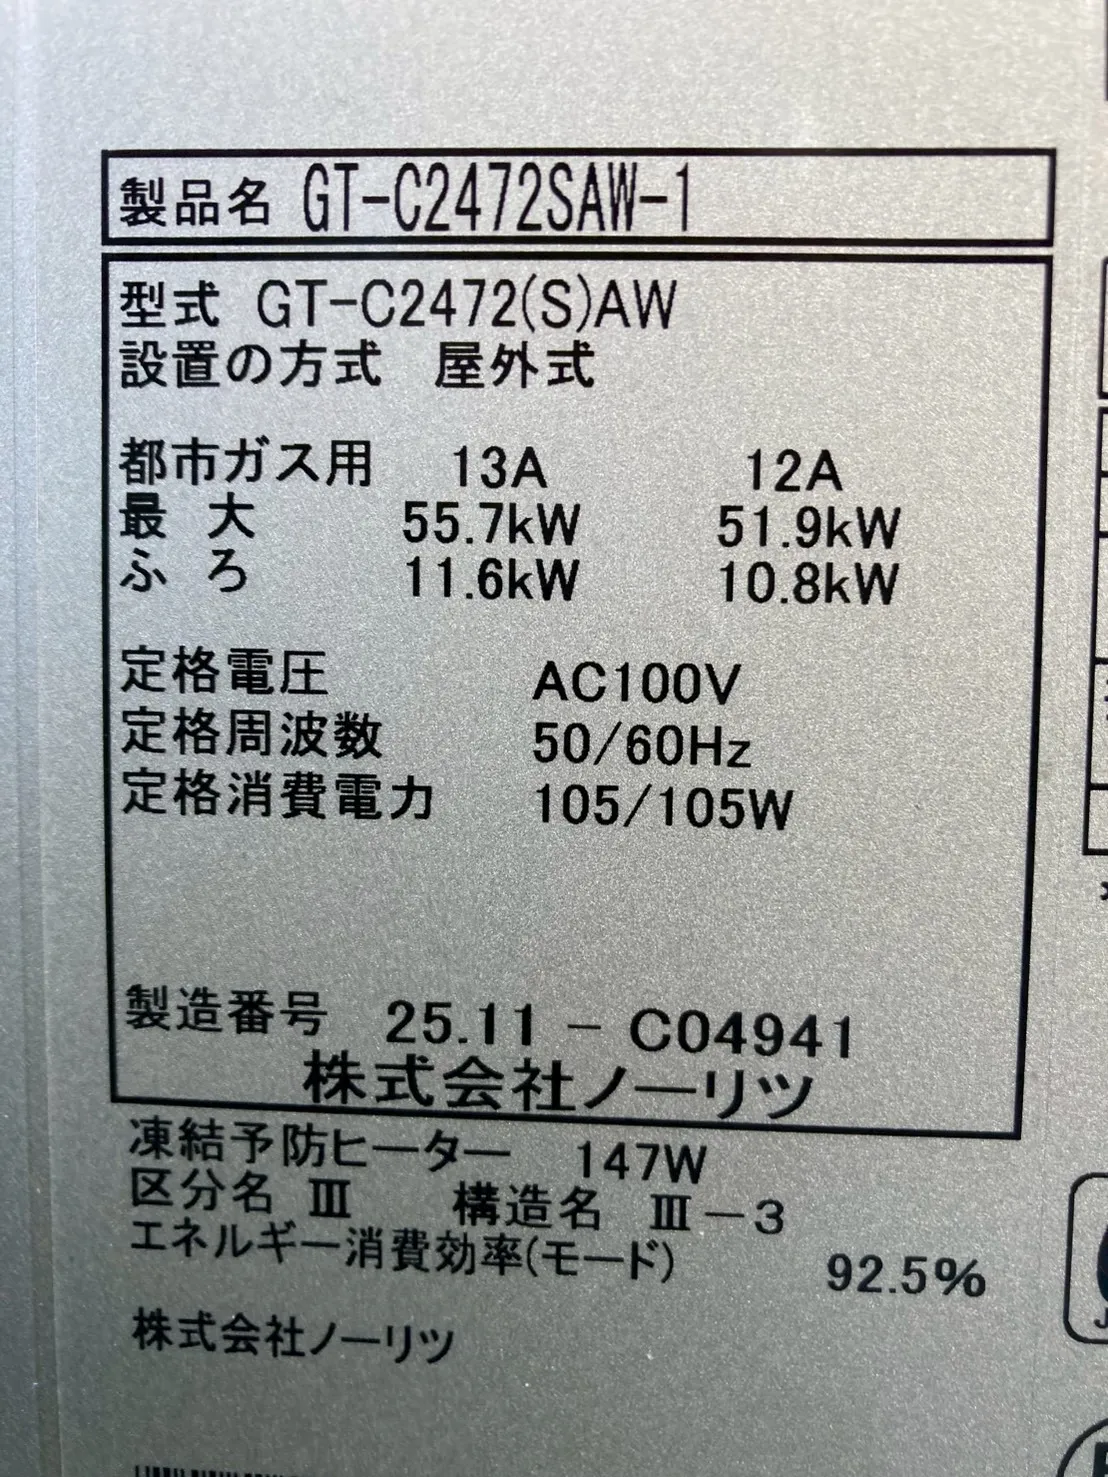 製品名 GT-C2472SAW-1
型式 GT-C2472(S)AW
設置の方式 屋外式
都市ガス用 13A 12A
最 大 55.7kW 51.9kW
ふ ろ 11.6kW 10.8kW
定格電圧 AC100V
定格周波数 50/60Hz
定格消費電力 105/105W
製造番号 25.11 - C04941
株式会社ノーリツ
凍結予防ヒーター 147W
区分名 Ⅲ 構造名 Ⅲ-3
エネルギー消費効率(モード) 92.5%
株式会社ノーリツ